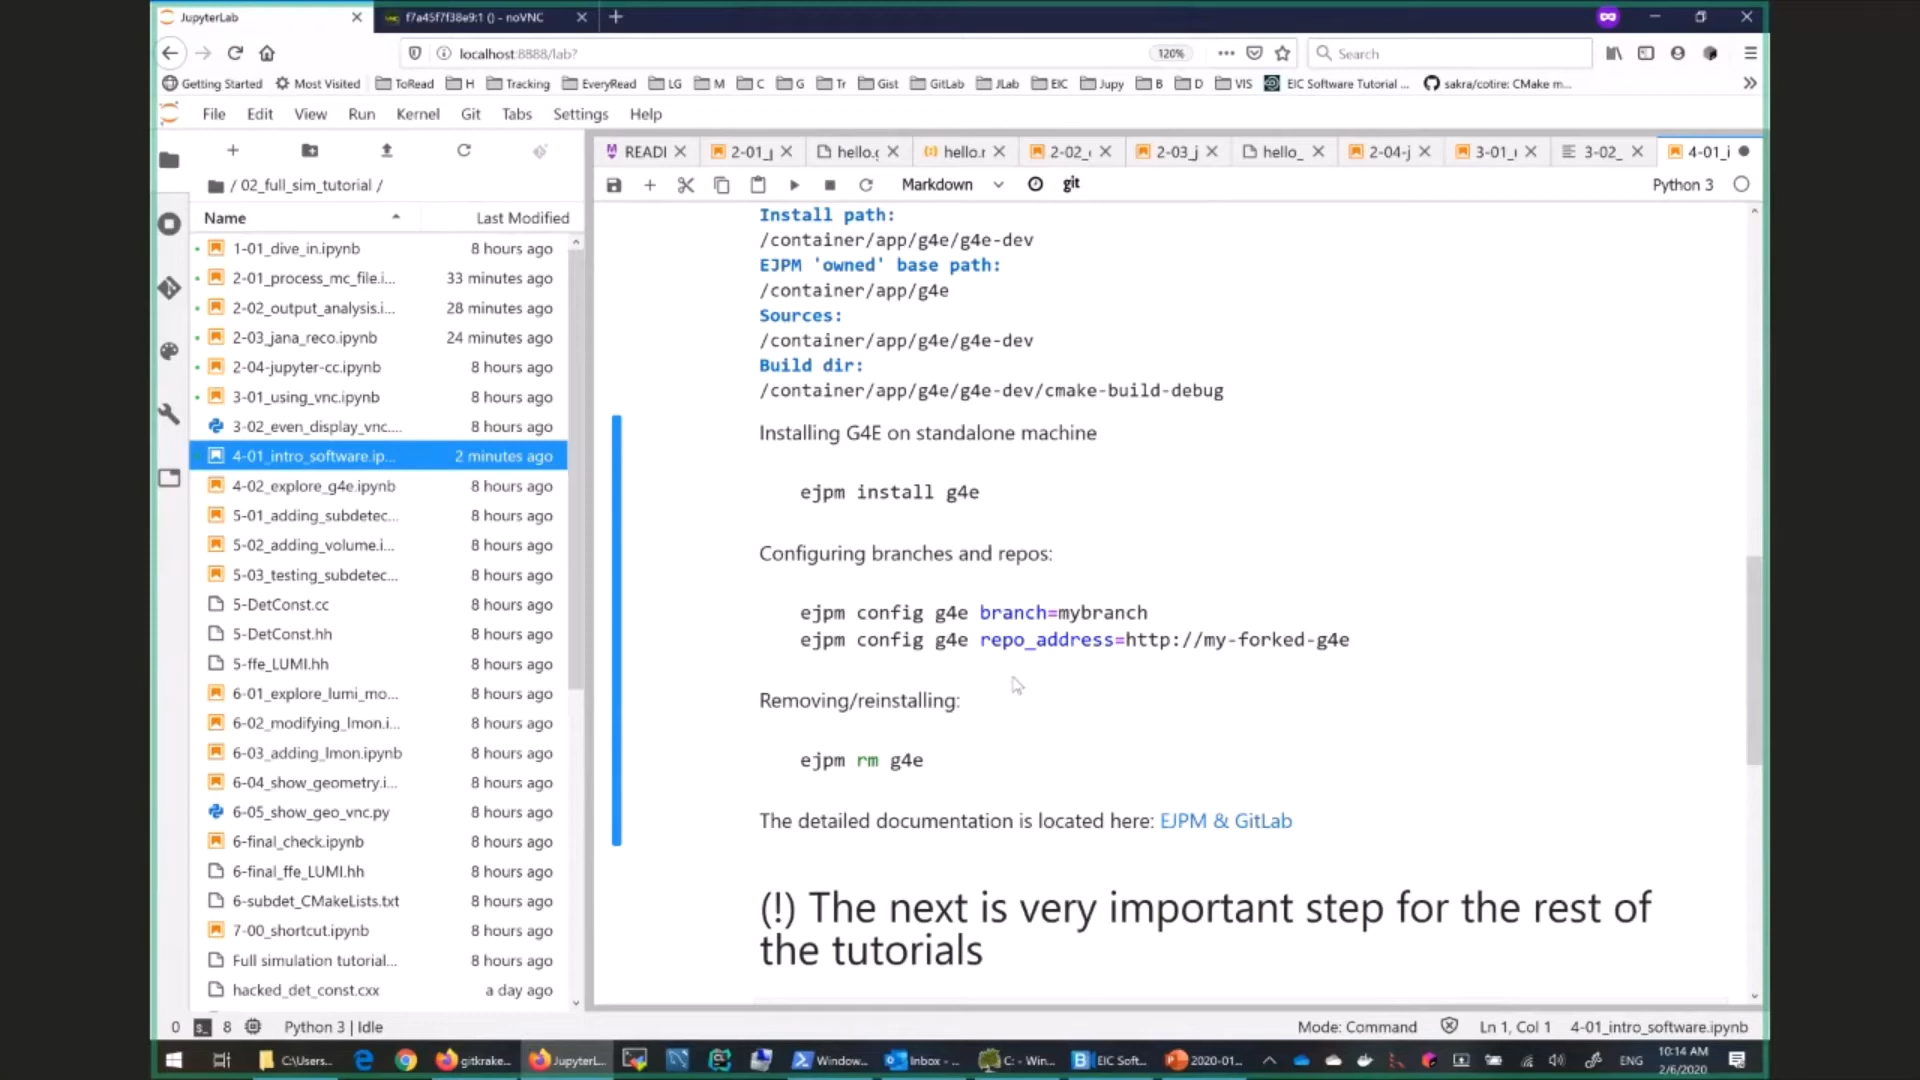 JupyterLab
f7a45f7f38e9:1 () - noVNC
localhost:8888/lab?
120%
Search
Getting Started
Most Visited
ToRead
H
Tracking
EveryRead
LG
M
C
G
Tr
Gist
GitLab
JLab
EIC
Jupy
B
D
VIS
EIC Software Tutorial ...
sakra/cotire: CMake m...
File
Edit
View
Run
Kernel
Git
Tabs
Settings
Help
/ 02_full_sim_tutorial /
Name
Last Modified
1-01_dive_in.ipynb 8 hours ago
2-01_process_mc_file.i... 33 minutes ago
2-02_output_analysis.i... 28 minutes ago
2-03_jana_reco.ipynb 24 minutes ago
2-04-jupyter-cc.ipynb 8 hours ago
3-01_using_vnc.ipynb 8 hours ago
3-02_even_display_vnc.... 8 hours ago
4-01_intro_software.ip... 2 minutes ago
4-02_explore_g4e.ipynb 8 hours ago
5-01_adding_subdetec... 8 hours ago
5-02_adding_volume.i... 8 hours ago
5-03_testing_subdetec... 8 hours ago
5-DetConst.cc 8 hours ago
5-DetConst.hh 8 hours ago
5-ffe_LUMI.hh 8 hours ago
6-01_explore_lumi_mo... 8 hours ago
6-02_modifying_lmon.i... 8 hours ago
6-03_adding_lmon.ipynb 8 hours ago
6-04_show_geometry.i... 8 hours ago
6-05_show_geo_vnc.py 8 hours ago
6-final_check.ipynb 8 hours ago
6-final_ffe_LUMI.hh 8 hours ago
6-subdet_CMakeLists.txt 8 hours ago
7-00_shortcut.ipynb 8 hours ago
Full simulation tutorial... 8 hours ago
hacked_det_const.cxx a day ago
READI
2-01_
hello.
hello.r
2-02_
2-03_j
hello_
2-04-j
3-01_
3-02_
4-01_i
Markdown
git
Python 3
Install path:
/container/app/g4e/g4e-dev
EJPM 'owned' base path:
/container/app/g4e
Sources:
/container/app/g4e/g4e-dev
Build dir:
/container/app/g4e/g4e-dev/cmake-build-debug
Installing G4E on standalone machine
ejpm install g4e
Configuring branches and repos:
ejpm config g4e branch=mybranch
ejpm config g4e repo_address=http://my-forked-g4e
Removing/reinstalling:
ejpm rm g4e
The detailed documentation is located here: EJPM & GitLab
(!) The next is very important step for the rest of
the tutorials
0
8
Python 3 | Idle
Mode: Command
Ln 1, Col 1
4-01_intro_software.ipynb
C:\Users...
gitkrake...
JupyterL...
Window...
Inbox - ...
C: - Win...
EIC Soft...
2020-01...
ENG
10:14 AM
2/6/2020